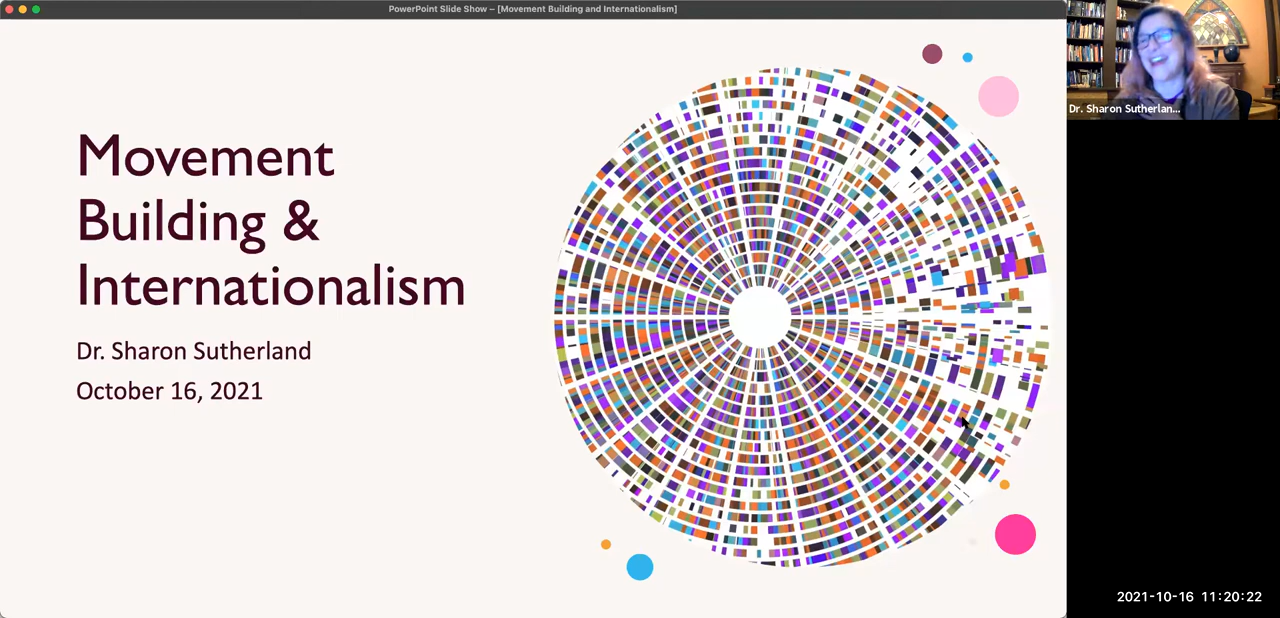 PowerPoint Slide Show – [Movement Building and Internationalism]
Movement
Building &
Internationalism
Dr. Sharon Sutherland
October 16, 2021
Dr. Sharon Sutherlan...
2021-10-16 11:20:22